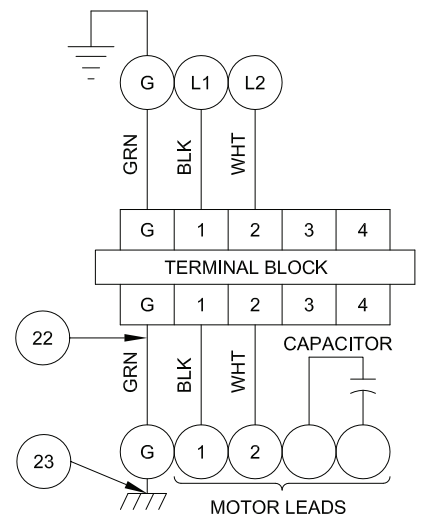 G L1 L2
GRN BLK WHT
G 1 2 3 4
TERMINAL BLOCK
G 1 2 3 4
22
CAPACITOR
GRN BLK WHT
23
G 1 2
MOTOR LEADS